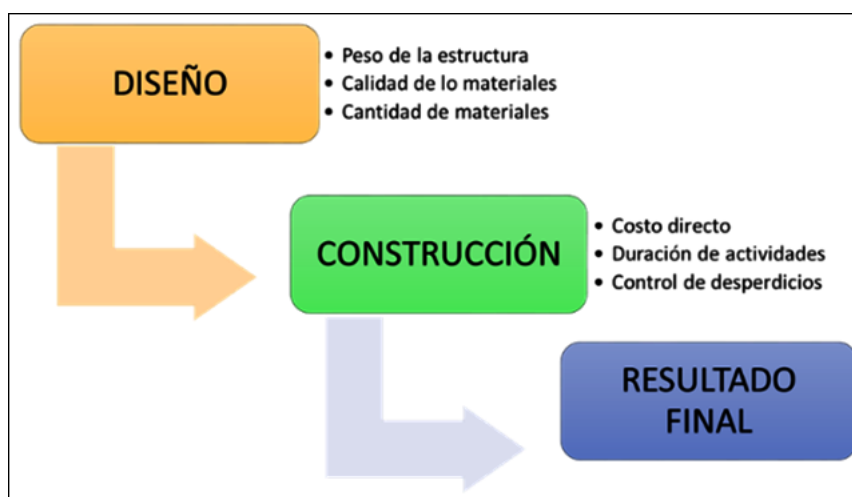 DISEÑO
• Peso de la estructura
• Calidad de lo materiales
• Cantidad de materiales
CONSTRUCCIÓN
• Costo directo
• Duración de actividades
• Control de desperdicios
RESULTADO
FINAL